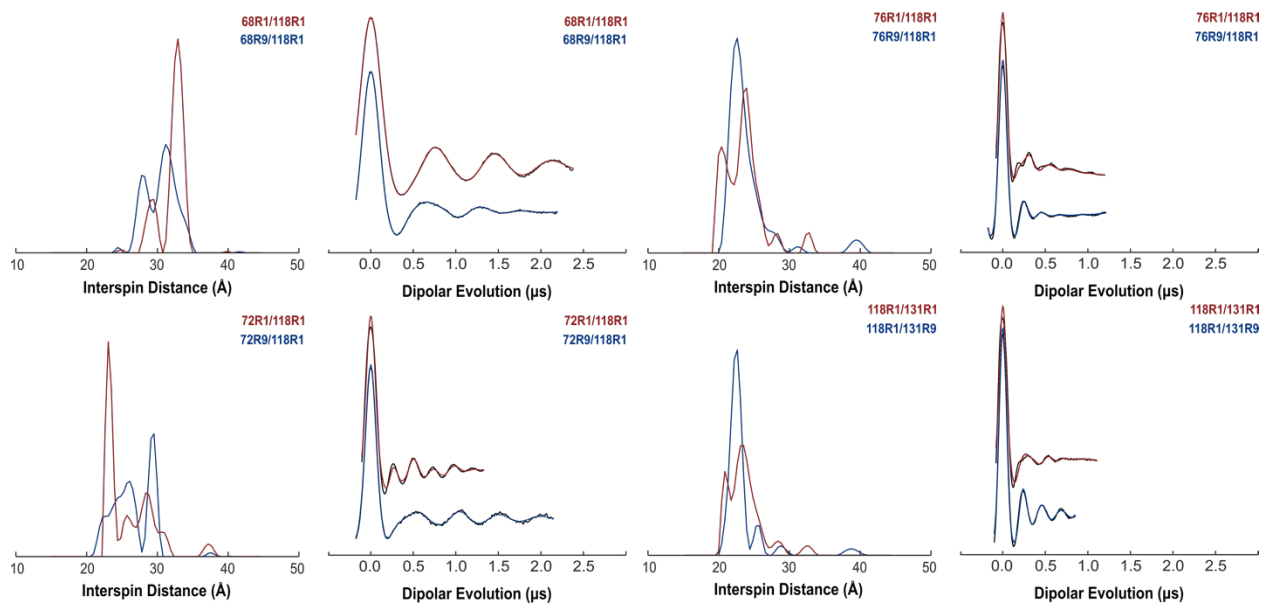 68R1/118R1
68R9/118R1
10 20 30 40 50
Interspin Distance (Å)
68R1/118R1
68R9/118R1
0.0 0.5 1.0 1.5 2.0 2.5
Dipolar Evolution (µs)
76R1/118R1
76R9/118R1
10 20 30 40 50
Interspin Distance (Å)
76R1/118R1
76R9/118R1
0.0 0.5 1.0 1.5 2.0 2.5
Dipolar Evolution (µs)
72R1/118R1
72R9/118R1
10 20 30 40 50
Interspin Distance (Å)
72R1/118R1
72R9/118R1
0.0 0.5 1.0 1.5 2.0 2.5
Dipolar Evolution (µs)
118R1/131R1
118R1/131R9
10 20 30 40 50
Interspin Distance (Å)
118R1/131R1
118R1/131R9
0.0 0.5 1.0 1.5 2.0 2.5
Dipolar Evolution (µs)